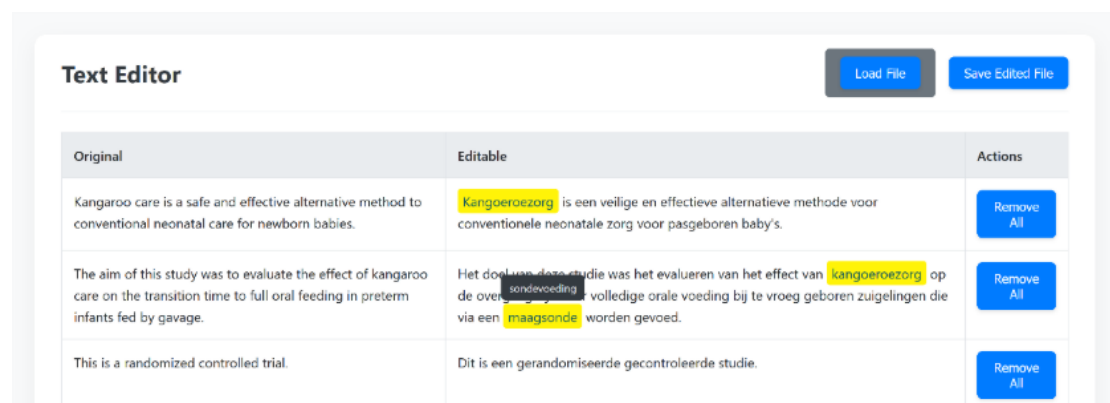 Text Editor
Load File
Save Edited File
Original
Editable
Actions
Kangaroo care is a safe and effective alternative method to
conventional neonatal care for newborn babies.
Kangoeroezorg is een veilige en effectieve alternatieve methode voor
conventionele neonatale zorg voor pasgeboren baby's.
Remove
All
The aim of this study was to evaluate the effect of kangaroo
care on the transition time to full oral feeding in preterm
infants fed by gavage.
Het doel van deze studie was het evalueren van het effect van kangoeroezorg op
de over volledige orale voeding bij te vroeg geboren zuigelingen die
via een maagsonde worden gevoed.
sondevoeding
Remove
All
This is a randomized controlled trial.
Dit is een gerandomiseerde gecontroleerde studie.
Remove
All